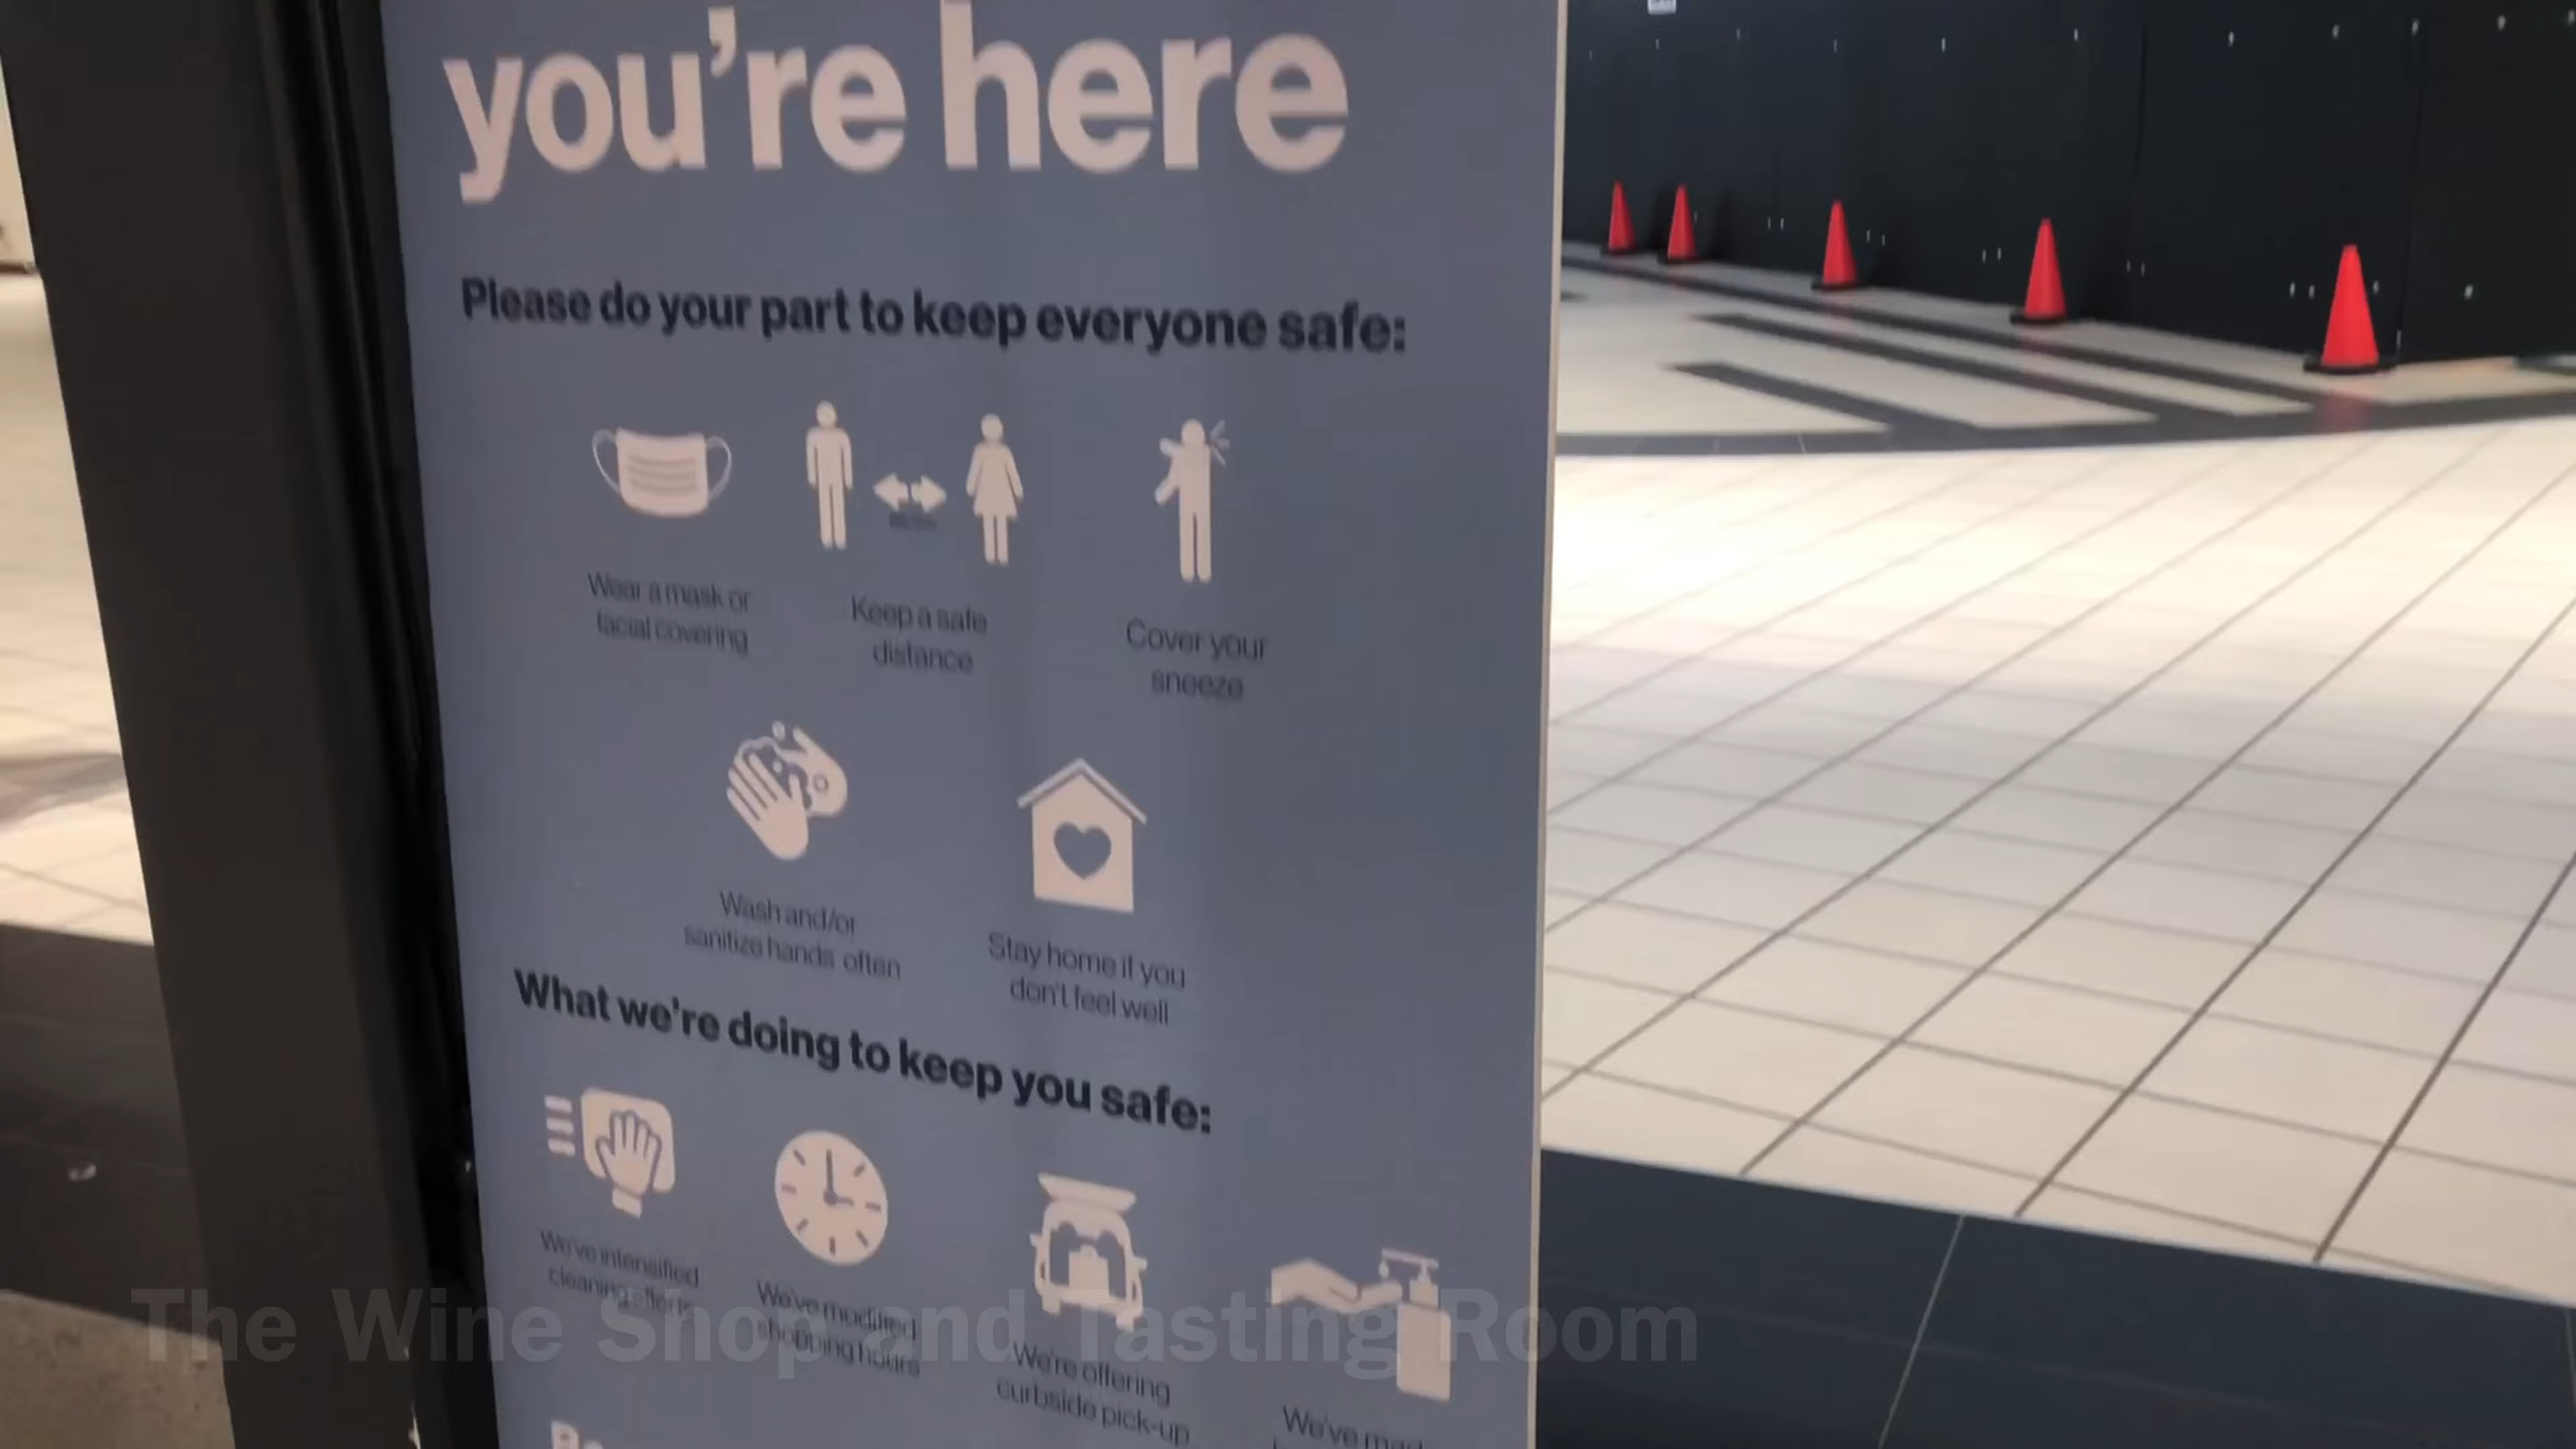 you're here
Please do your part to keep everyone safe:
Wear a mask or
facial covering
Keep a safe
distance
Cover your
sneeze
Wash and/or
sanitize hands often
Stay home if you
don't feel well
What we're doing to keep you safe:
We've intensified
cleaning efforts
We've modified
shopping hours
We're offering
curbside pick-up
We've
The Wine Shop and Tasting Room